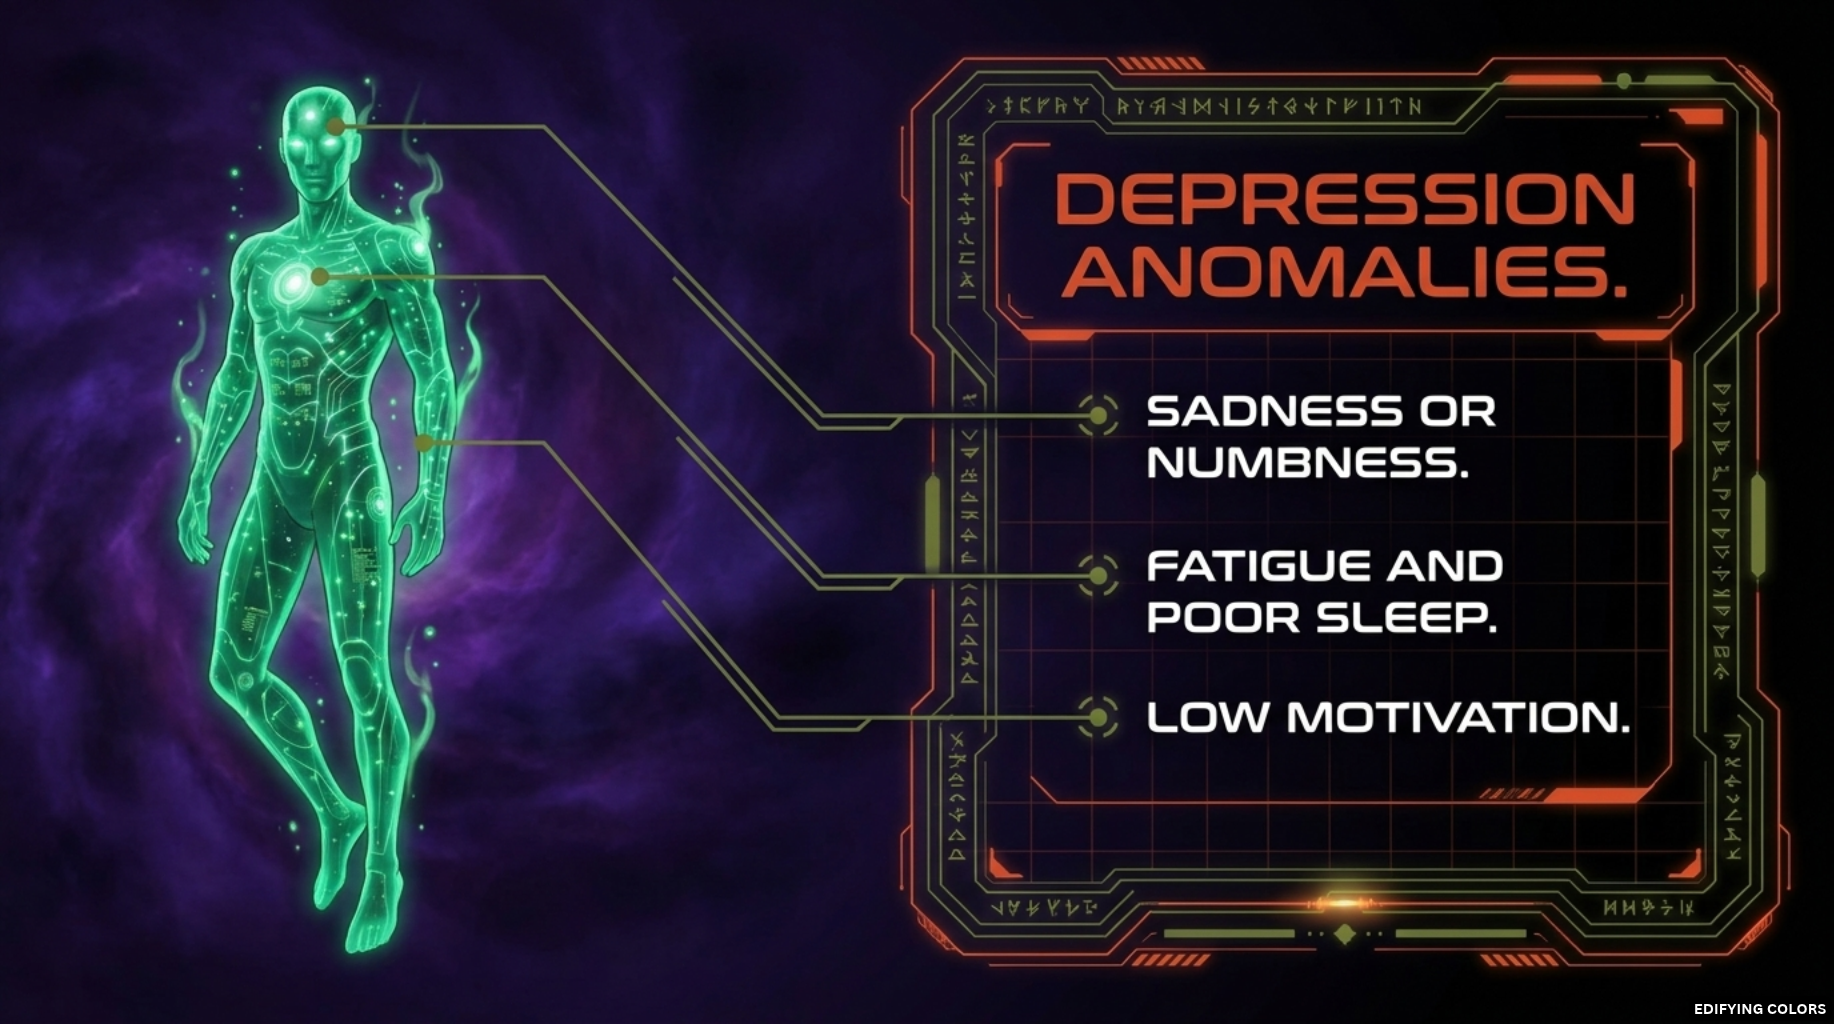 DEPRESSION
ANOMALIES.
SADNESS OR
NUMBNESS.
FATIGUE AND
POOR SLEEP.
LOW MOTIVATION.
EDIFYING COLORS